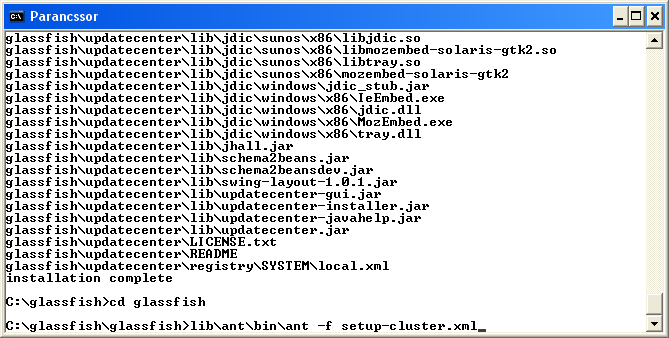 Parancssor
glassfish\updatecenter\lib\jdic\sunos\x86\libjdic.so
glassfish\updatecenter\lib\jdic\sunos\x86\libmozembed-solaris-gtk2.so
glassfish\updatecenter\lib\jdic\sunos\x86\libtray.so
glassfish\updatecenter\lib\jdic\sunos\x86\mozembed-solaris-gtk2
glassfish\updatecenter\lib\jdic\windows\jdic_stub.jar
glassfish\updatecenter\lib\jdic\windows\x86\IeEmbed.exe
glassfish\updatecenter\lib\jdic\windows\x86\jdic.dll
glassfish\updatecenter\lib\jdic\windows\x86\MozEmbed.exe
glassfish\updatecenter\lib\jdic\windows\x86\tray.dll
glassfish\updatecenter\lib\jhall.jar
glassfish\updatecenter\lib\schema2beans.jar
glassfish\updatecenter\lib\schema2beansdev.jar
glassfish\updatecenter\lib\swing-layout-1.0.1.jar
glassfish\updatecenter\lib\updatecenter-gui.jar
glassfish\updatecenter\lib\updatecenter-installer.jar
glassfish\updatecenter\lib\updatecenter-javahelp.jar
glassfish\updatecenter\lib\updatecenter.jar
glassfish\updatecenter\LICENSE.txt
glassfish\updatecenter\README
glassfish\updatecenter\registry\SYSTEM\local.xml
installation complete
C:\glassfish>cd glassfish
C:\glassfish\glassfish>lib\ant\bin\ant -f setup-cluster.xml_